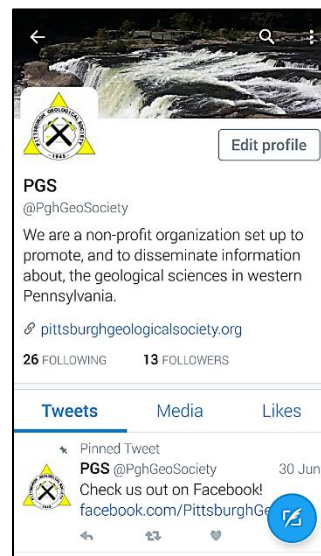 PITTSBURGH GEOLOGICAL SOCIETY
1945
Edit profile
PGS
@PghGeoSociety
We are a non-profit organization set up to
promote, and to disseminate information
about, the geological sciences in western
Pennsylvania.
pittsburghgeologicalsociety.org
26 FOLLOWING 13 FOLLOWERS
Tweets Media Likes
Pinned Tweet
PGS @PghGeoSociety 30 Jun
Check us out on Facebook!
facebook.com/PittsburghGe